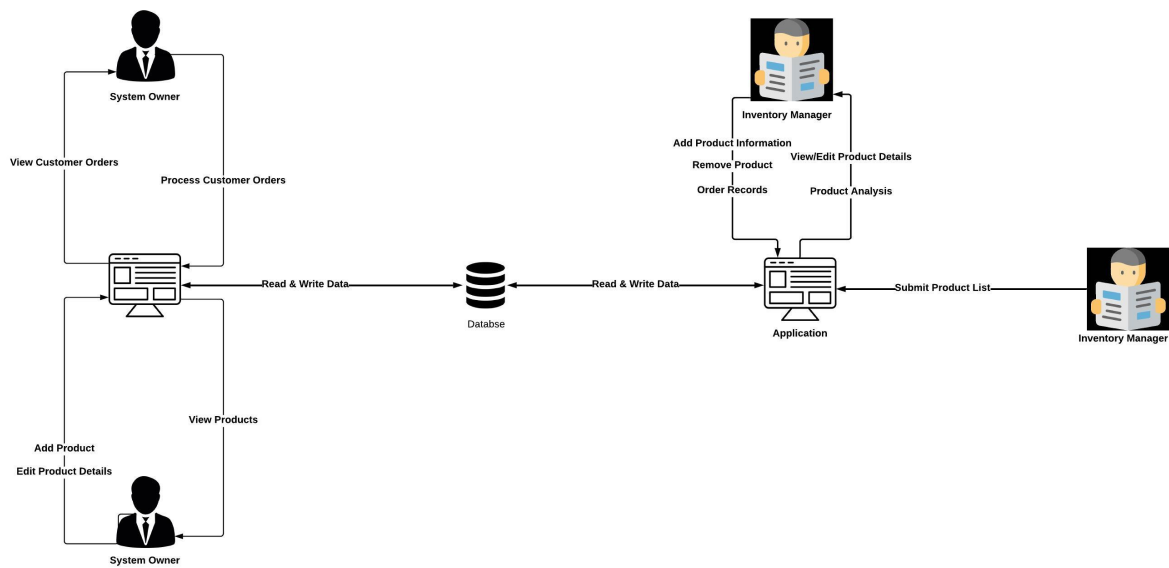 System Owner
Inventory Manager
Add Product Information
View Customer Orders
View/Edit Product Details
Remove Product
Process Customer Orders
Order Records
Product Analysis
Read & Write Data
Read & Write Data
Submit Product List
Databse
Application
Inventory Manager
View Products
Add Product
Edit Product Details
System Owner